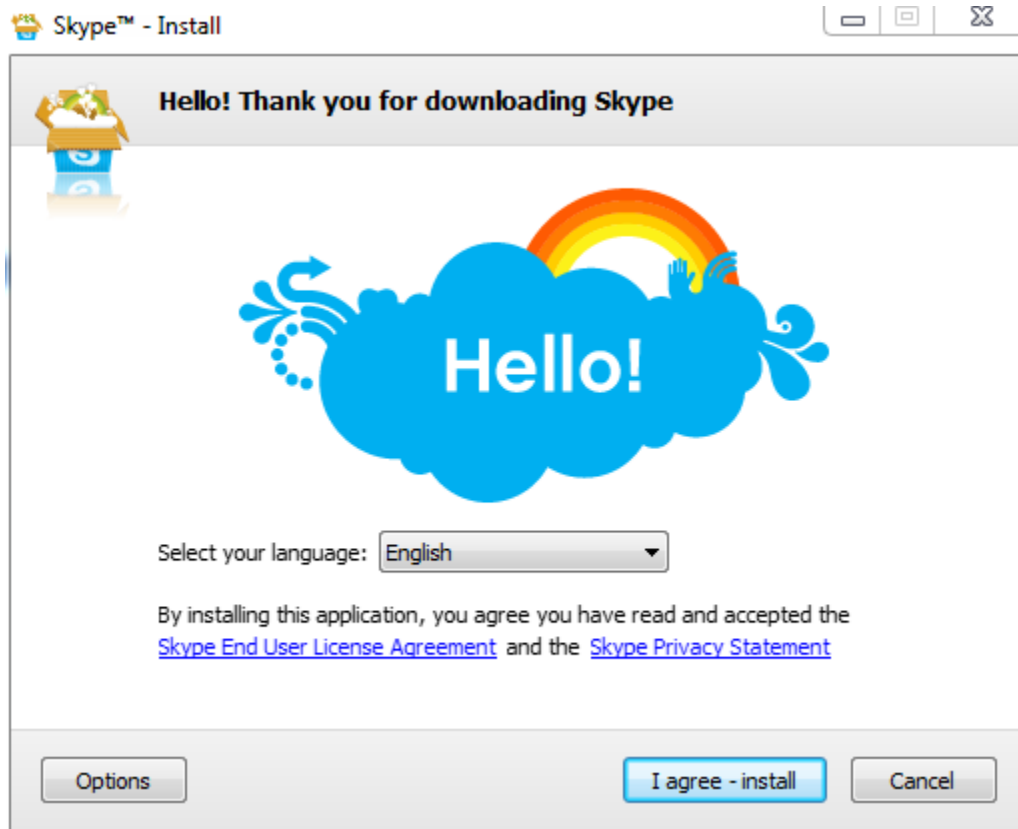 Skype™ - Install
Hello! Thank you for downloading Skype
Hello!
Select your language: English
By installing this application, you agree you have read and accepted the
Skype End User License Agreement and the Skype Privacy Statement
Options I agree - install Cancel